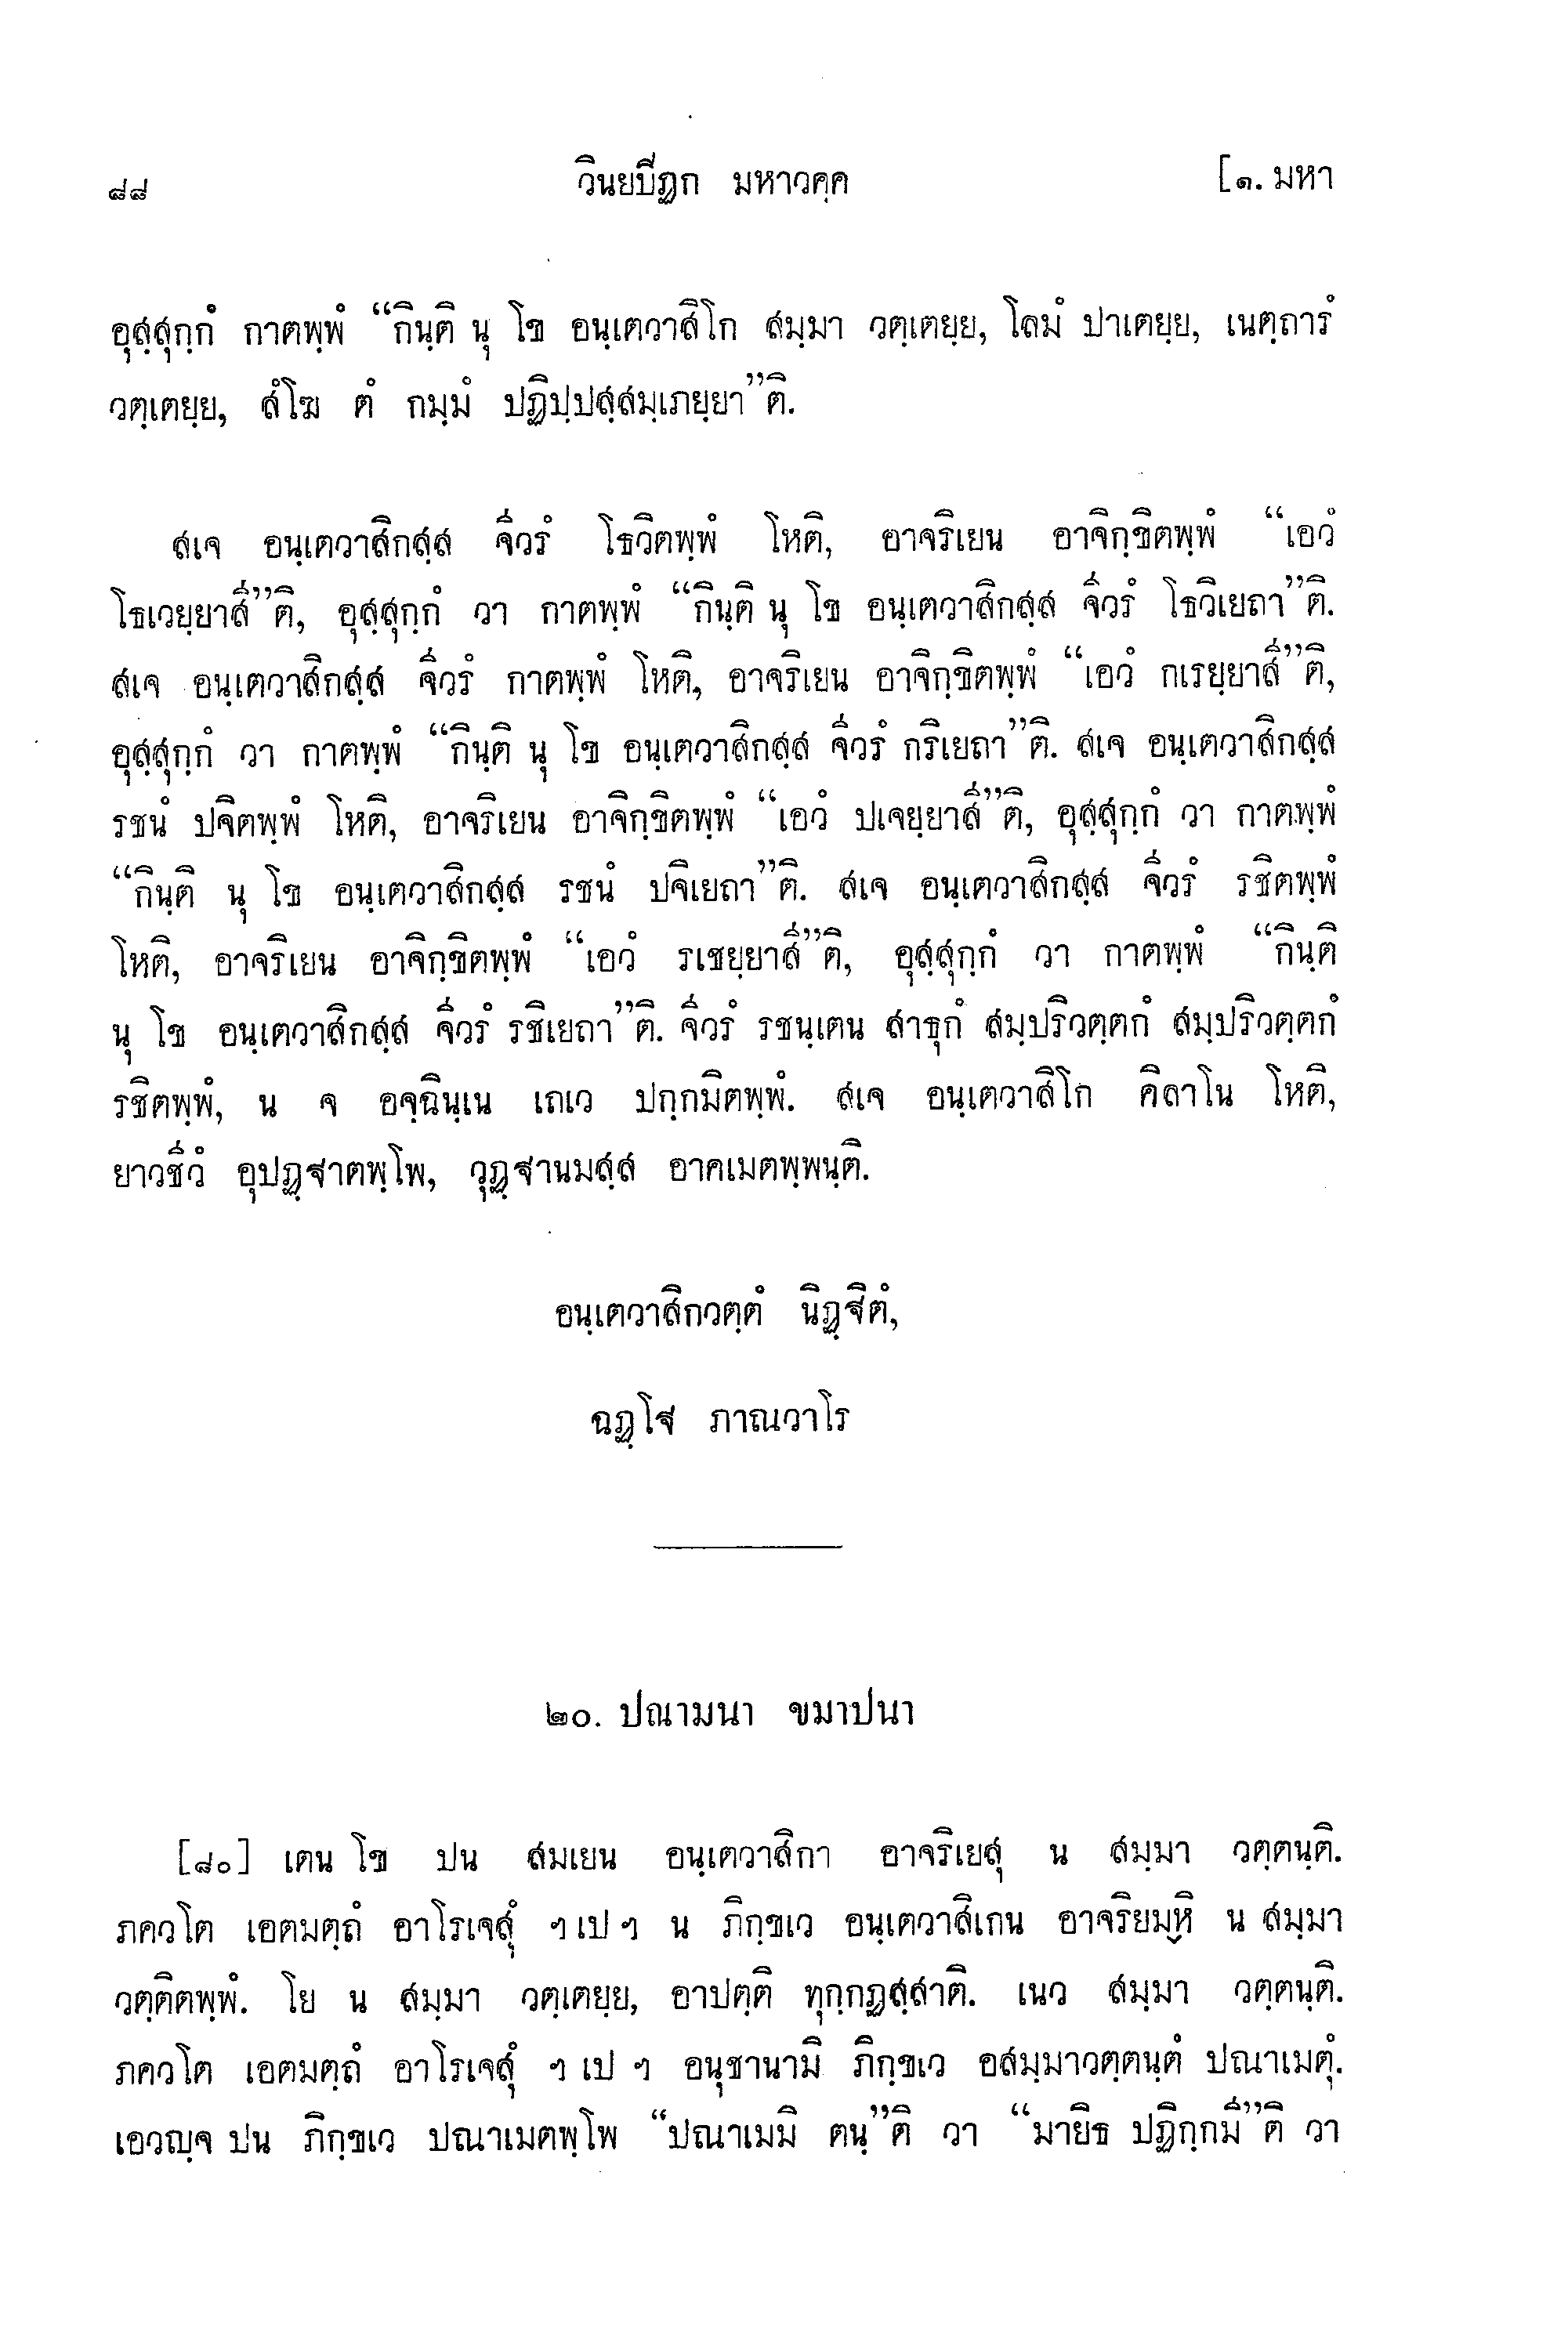 ๘๘ วินยปิฏก มหาวคฺค [๑. มหา
อุสฺสุกฺกํ กาตพฺพํ “กินฺติ นุ โข อนฺเตวาสิโก สมฺมา วตฺเตยฺย, โลมํ ปาเตยฺย, เนตฺถารํ
วตฺเตยฺย, สํโฆ ตํ กมฺมํ ปฏิปฺปสฺสมฺเภยฺยา”ติ.
สเจ อนฺเตวาสิกสฺส จีวรํ โธวิตพฺพํ โหติ, อาจริเยน อาจิกฺขิตพฺพํ “เอวํ
โธเวยฺยาสี”ติ, อุสฺสุกฺกํ วา กาตพฺพํ “กินฺติ นุ โข อนฺเตวาสิกสฺส จีวรํ โธวิเยถา”ติ.
สเจ อนฺเตวาสิกสฺส จีวรํ กาตพฺพํ โหติ, อาจริเยน อาจิกฺขิตพฺพํ “เอวํ กเรยฺยาสี”ติ,
อุสฺสุกฺกํ วา กาตพฺพํ “กินฺติ นุ โข อนฺเตวาสิกสฺส จีวรํ กริเยถา”ติ. สเจ อนฺเตวาสิกสฺส
รชนํ ปจิตพฺพํ โหติ, อาจริเยน อาจิกฺขิตพฺพํ “เอวํ ปเจยฺยาสี”ติ, อุสฺสุกฺกํ วา กาตพฺพํ
“กินฺติ นุ โข อนฺเตวาสิกสฺส รชนํ ปจิเยถา”ติ. สเจ อนฺเตวาสิกสฺส จีวรํ รชิตพฺพํ
โหติ, อาจริเยน อาจิกฺขิตพฺพํ “เอวํ รเชยฺยาสี”ติ, อุสฺสุกฺกํ วา กาตพฺพํ “กินฺติ
นุ โข อนฺเตวาสิกสฺส จีวรํ รชิเยถา”ติ. จีวรํ รชนฺเตน สาธุกํ สมฺปริวตฺตกํ สมฺปริวตฺตกํ
รชิตพฺพํ, น จ อจฺฉินฺเน เถเว ปกฺกมิตพฺพํ. สเจ อนฺเตวาสิโก คิลาโน โหติ,
ยาวชีวํ อุปฏฺฐาตพฺโพ, วุฏฺฐานมสฺส อาคเมตพฺพนฺติ.
อนฺเตวาสิกวตฺตํ นิฏฺฐิตํ,
ฉฏฺโฐ ภาณวาโร
๒๐. ปณามนา ขมาปนา
[๘๐] เตน โข ปน สมเยน อนฺเตวาสิกา อาจริเยสุ น สมฺมา วตฺตนฺติ.
ภควโต เอตมตฺถํ อาโรเจสุํ ฯ เป ฯ น ภิกฺขเว อนฺเตวาสิเกน อาจริยมฺหิ น สมฺมา
วตฺติตพฺพํ. โย น สมฺมา วตฺเตยฺย, อาปตฺติ ทุกฺกฏสฺสาติ. เนว สมฺมา วตฺตนฺติ.
ภควโต เอตมตฺถํ อาโรเจสุํ ฯ เป ฯ อนุชานามิ ภิกฺขเว อสมฺมาวตฺตนฺตํ ปณาเมตุํ.
เอวญฺจ ปน ภิกฺขเว ปณาเมตพฺโพ “ปณาเมมิ ตนฺ”ติ วา “มายิธ ปฏิกฺกมี”ติ วา